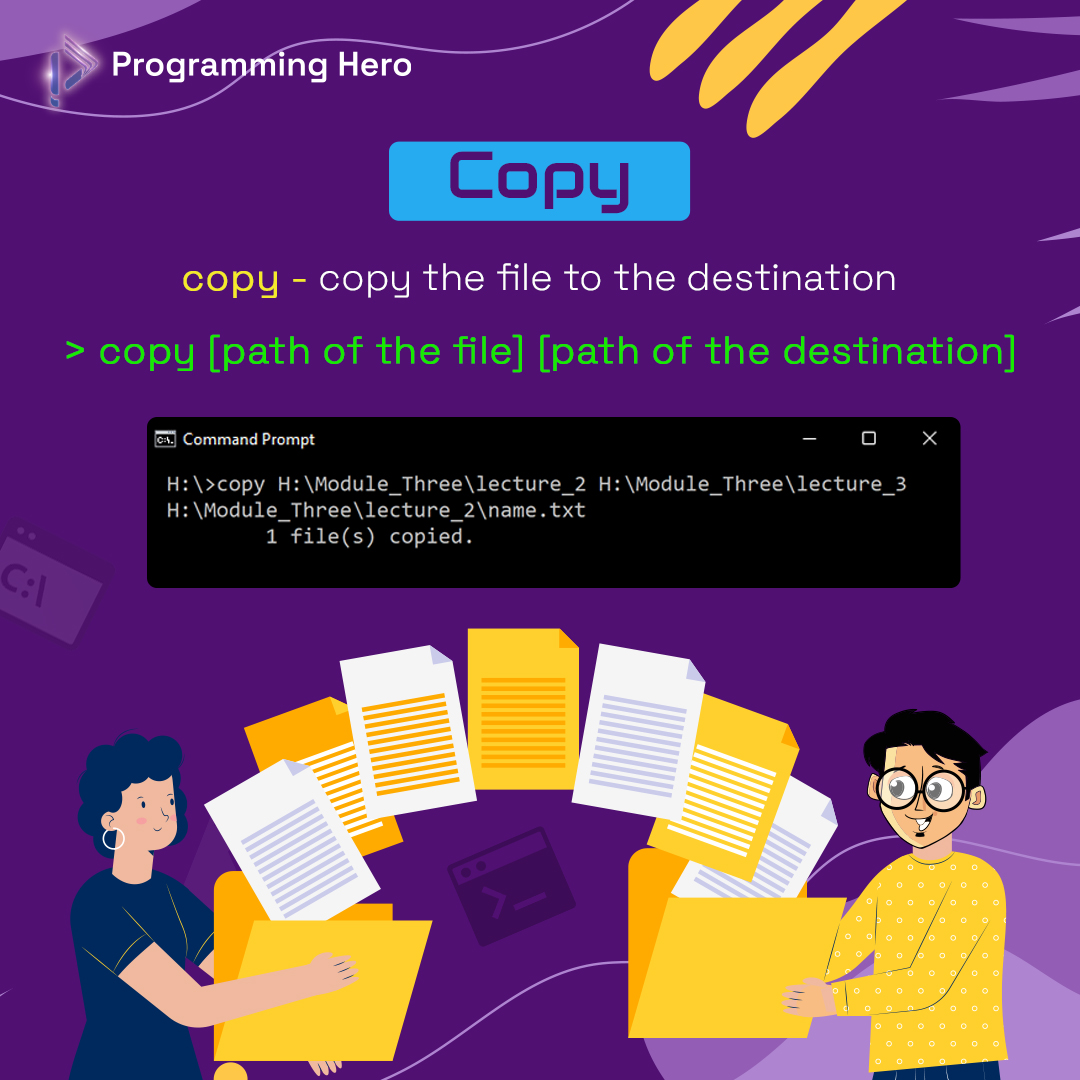 Programming Hero
Copy
copy - copy the file to the destination
> copy [path of the file] [path of the destination]
C:\. Command Prompt
H:\>copy H:\Module_Three\lecture_2 H:\Module_Three\lecture_3
H:\Module_Three\lecture_2\name.txt
1 file(s) copied.
C:\
>_